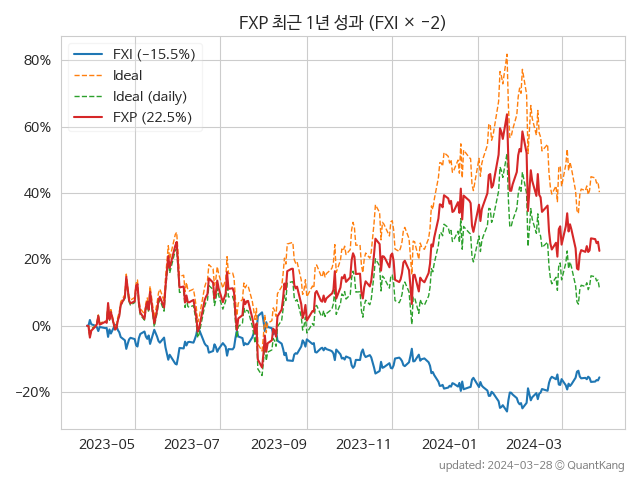 FXP 최근 1년 성과 (FXI × −2)
FXI (−15.5%)
Ideal
Ideal (daily)
FXP (22.5%)
80%
60%
40%
20%
0%
−20%
2023-05
2023-07
2023-09
2023-11
2024-01
2024-03
updated: 2024-03-28 © QuantKang